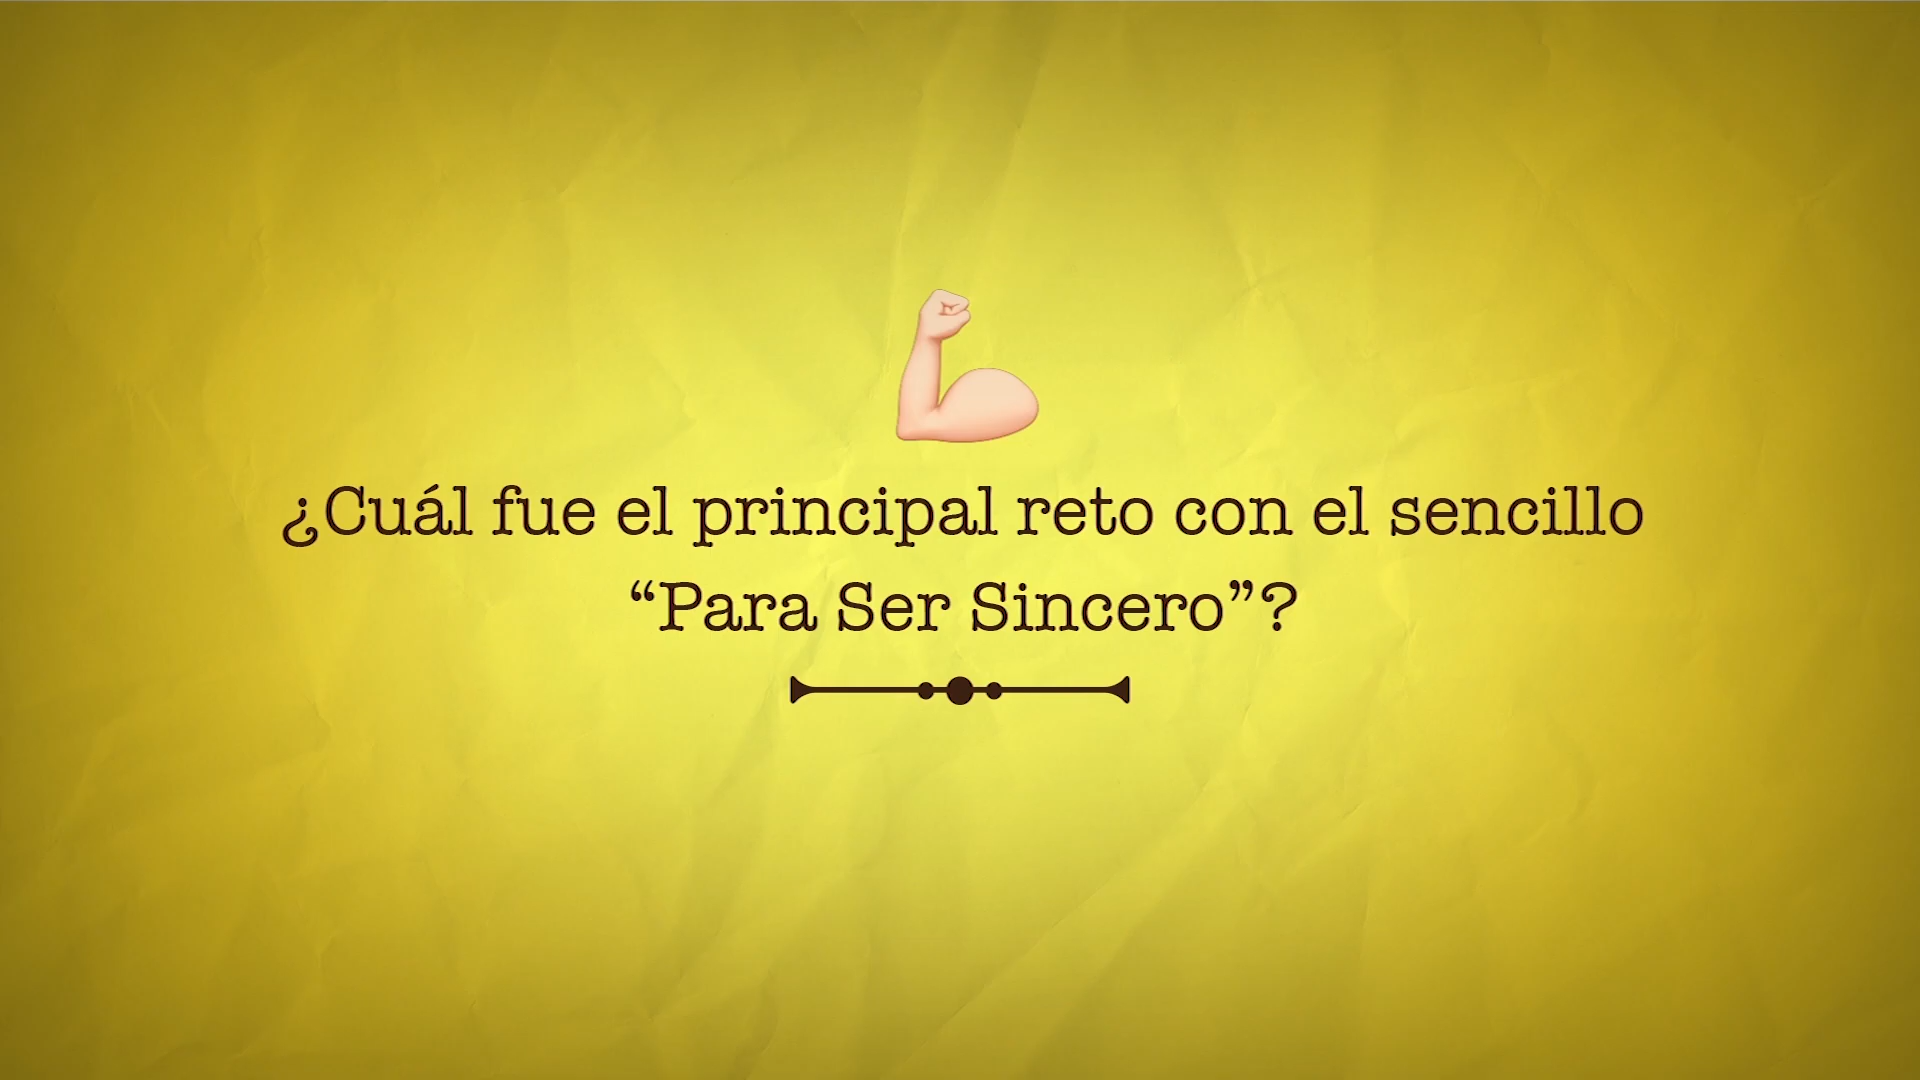 ¿Cuál fue el principal reto con el sencillo
“Para Ser Sincero”?